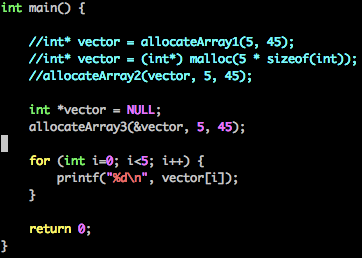 int main() {
//int* vector = allocateArray1(5, 45);
//int* vector = (int*) malloc(5 * sizeof(int));
//allocateArray2(vector, 5, 45);
int *vector = NULL;
allocateArray3(&vector, 5, 45);
for (int i=0; i<5; i++) {
printf("%d\n", vector[i]);
}
return 0;
}